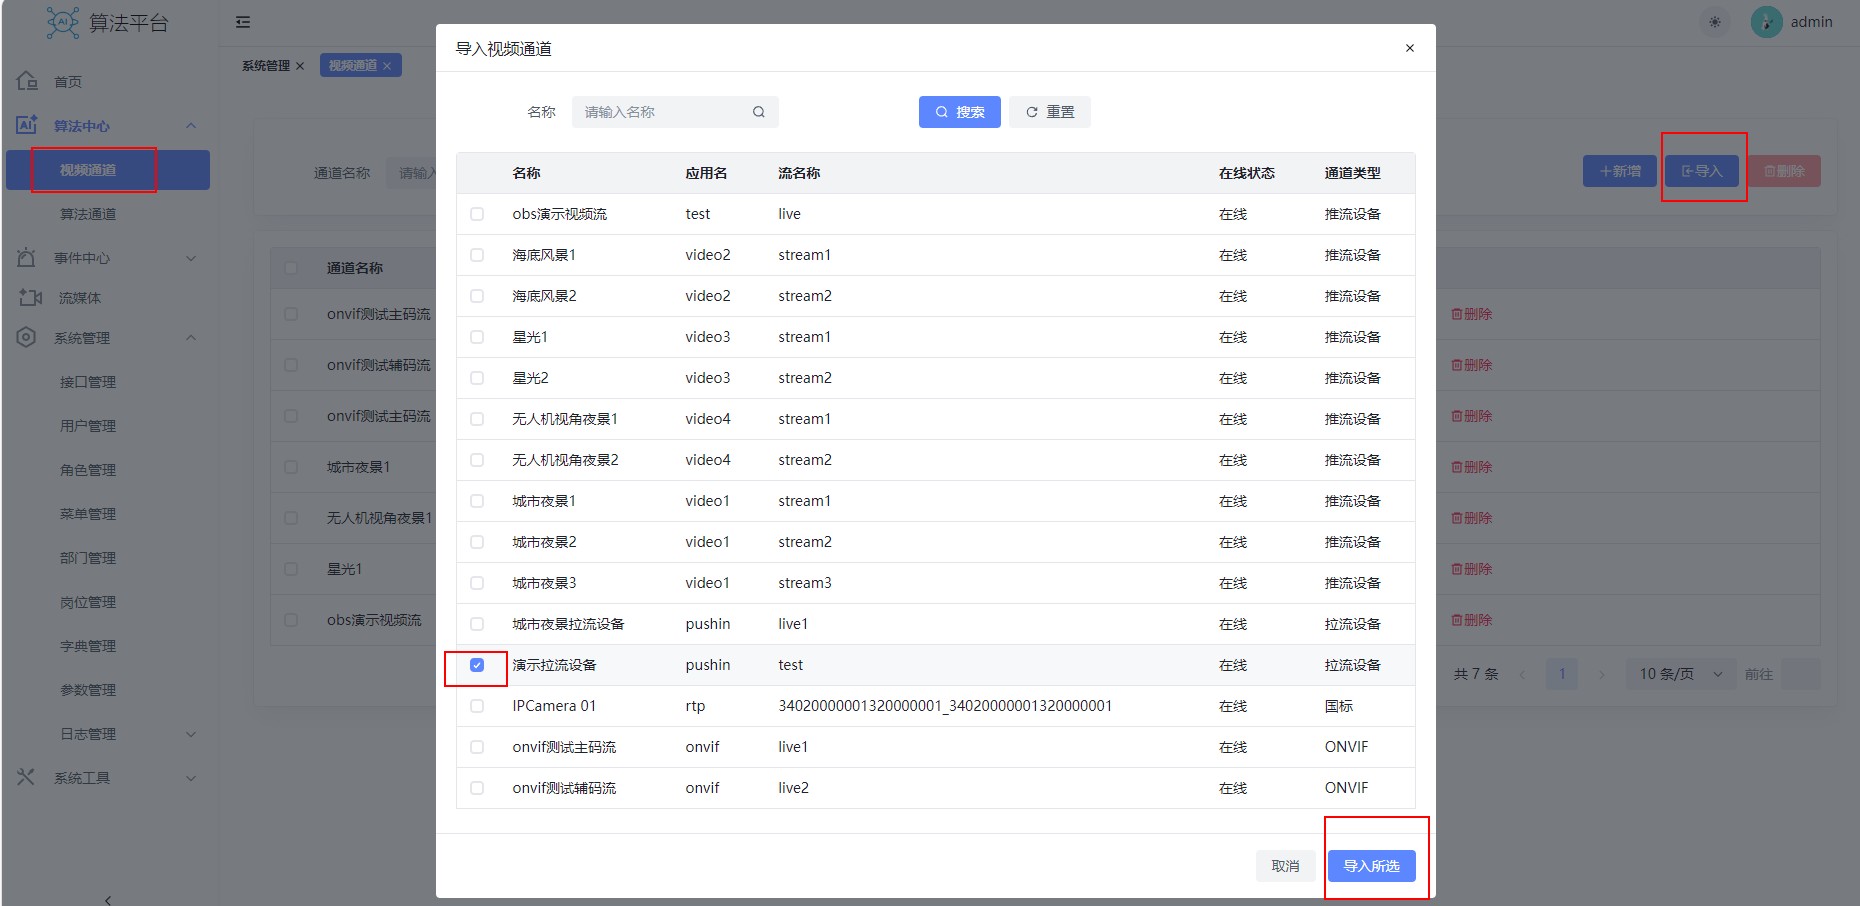 算法平台
admin
首页
算法中心
视频通道
算法通道
事件中心
流媒体
系统管理
接口管理
用户管理
角色管理
菜单管理
部门管理
岗位管理
字典管理
参数管理
日志管理
系统工具
系统管理 ×
视频通道 ×
通道名称 请输入
+新增 导入 删除
通道名称
onvif测试主码流 删除
onvif测试辅码流 删除
onvif测试主码流 删除
城市夜景1 删除
无人机视角夜景1 删除
星光1 删除
obs演示视频流 删除
共 7 条 1 10 条/页 前往
导入视频通道 ×
名称 请输入名称 搜索 重置
名称 应用名 流名称 在线状态 通道类型
obs演示视频流 test live 在线 推流设备
海底风景1 video2 stream1 在线 推流设备
海底风景2 video2 stream2 在线 推流设备
星光1 video3 stream1 在线 推流设备
星光2 video3 stream2 在线 推流设备
无人机视角夜景1 video4 stream1 在线 推流设备
无人机视角夜景2 video4 stream2 在线 推流设备
城市夜景1 video1 stream1 在线 推流设备
城市夜景2 video1 stream2 在线 推流设备
城市夜景3 video1 stream3 在线 推流设备
城市夜景拉流设备 pushin live1 在线 拉流设备
演示拉流设备 pushin test 在线 拉流设备
IPCamera 01 rtp 34020000001320000001_34020000001320000001 在线 国标
onvif测试主码流 onvif live1 在线 ONVIF
onvif测试辅码流 onvif live2 在线 ONVIF
取消 导入所选